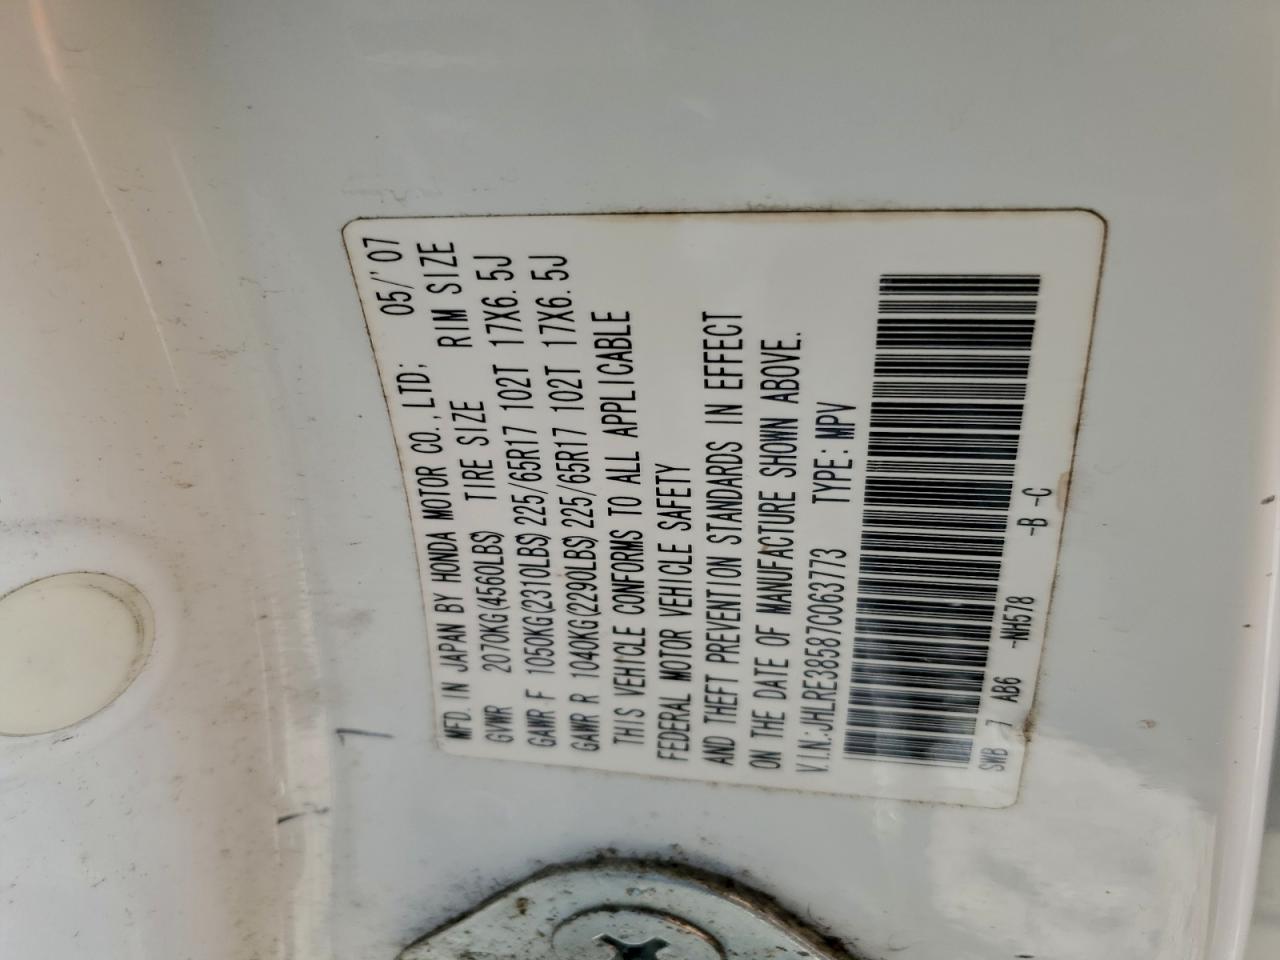 MFD. IN JAPAN BY HONDA MOTOR CO.,LTD; 05/'07
GVWR 2070KG(4560LBS) TIRE SIZE RIM SIZE
GAWR F 1050KG(2310LBS) 225/65R17 102T 17X6.5J
GAWR R 1040KG(2290LBS) 225/65R17 102T 17X6.5J
THIS VEHICLE CONFORMS TO ALL APPLICABLE
FEDERAL MOTOR VEHICLE SAFETY
AND THEFT PREVENTION STANDARDS IN EFFECT
ON THE DATE OF MANUFACTURE SHOWN ABOVE.
V.I.N.:JHLRE38587C063773 TYPE: MPV
SWB 7 AB6 -NH578 -B -C